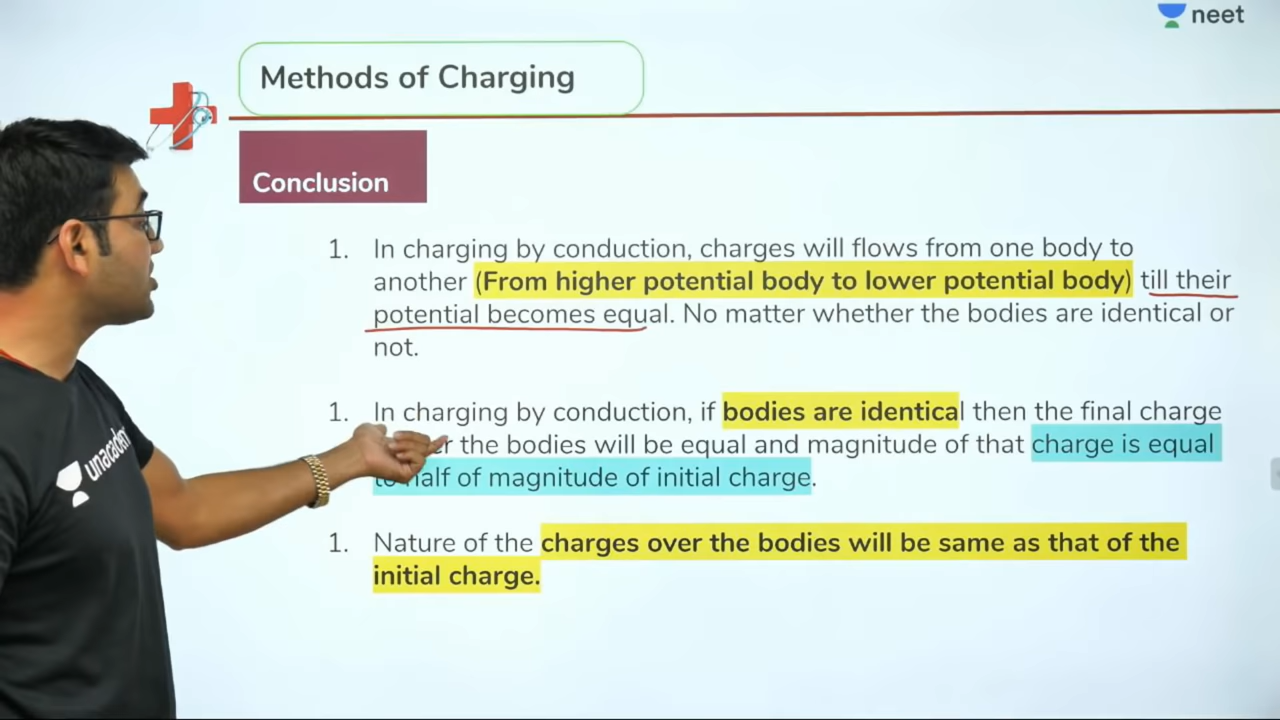 neet
Methods of Charging
Conclusion
1. In charging by conduction, charges will flows from one body to
another (From higher potential body to lower potential body) till their
potential becomes equal. No matter whether the bodies are identical or
not.
1. In charging by conduction, if bodies are identical then the final charge
the bodies will be equal and magnitude of that charge is equal
half of magnitude of initial charge.
1. Nature of the charges over the bodies will be same as that of the
initial charge.
unacademy